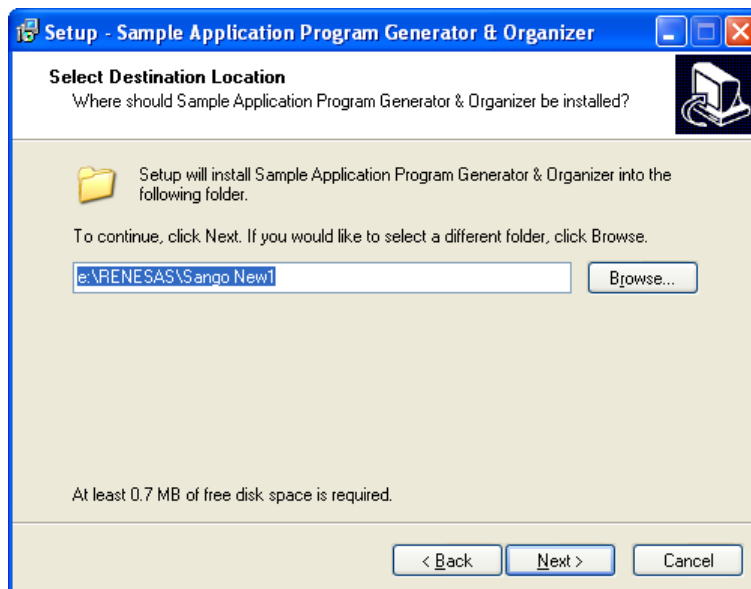 Setup - Sample Application Program Generator & Organizer
Select Destination Location
Where should Sample Application Program Generator & Organizer be installed?
Setup will install Sample Application Program Generator & Organizer into the
following folder.
To continue, click Next. If you would like to select a different folder, click Browse.
e:\RENESAS\Sango New1
Browse...
At least 0.7 MB of free disk space is required.
< Back
Next >
Cancel